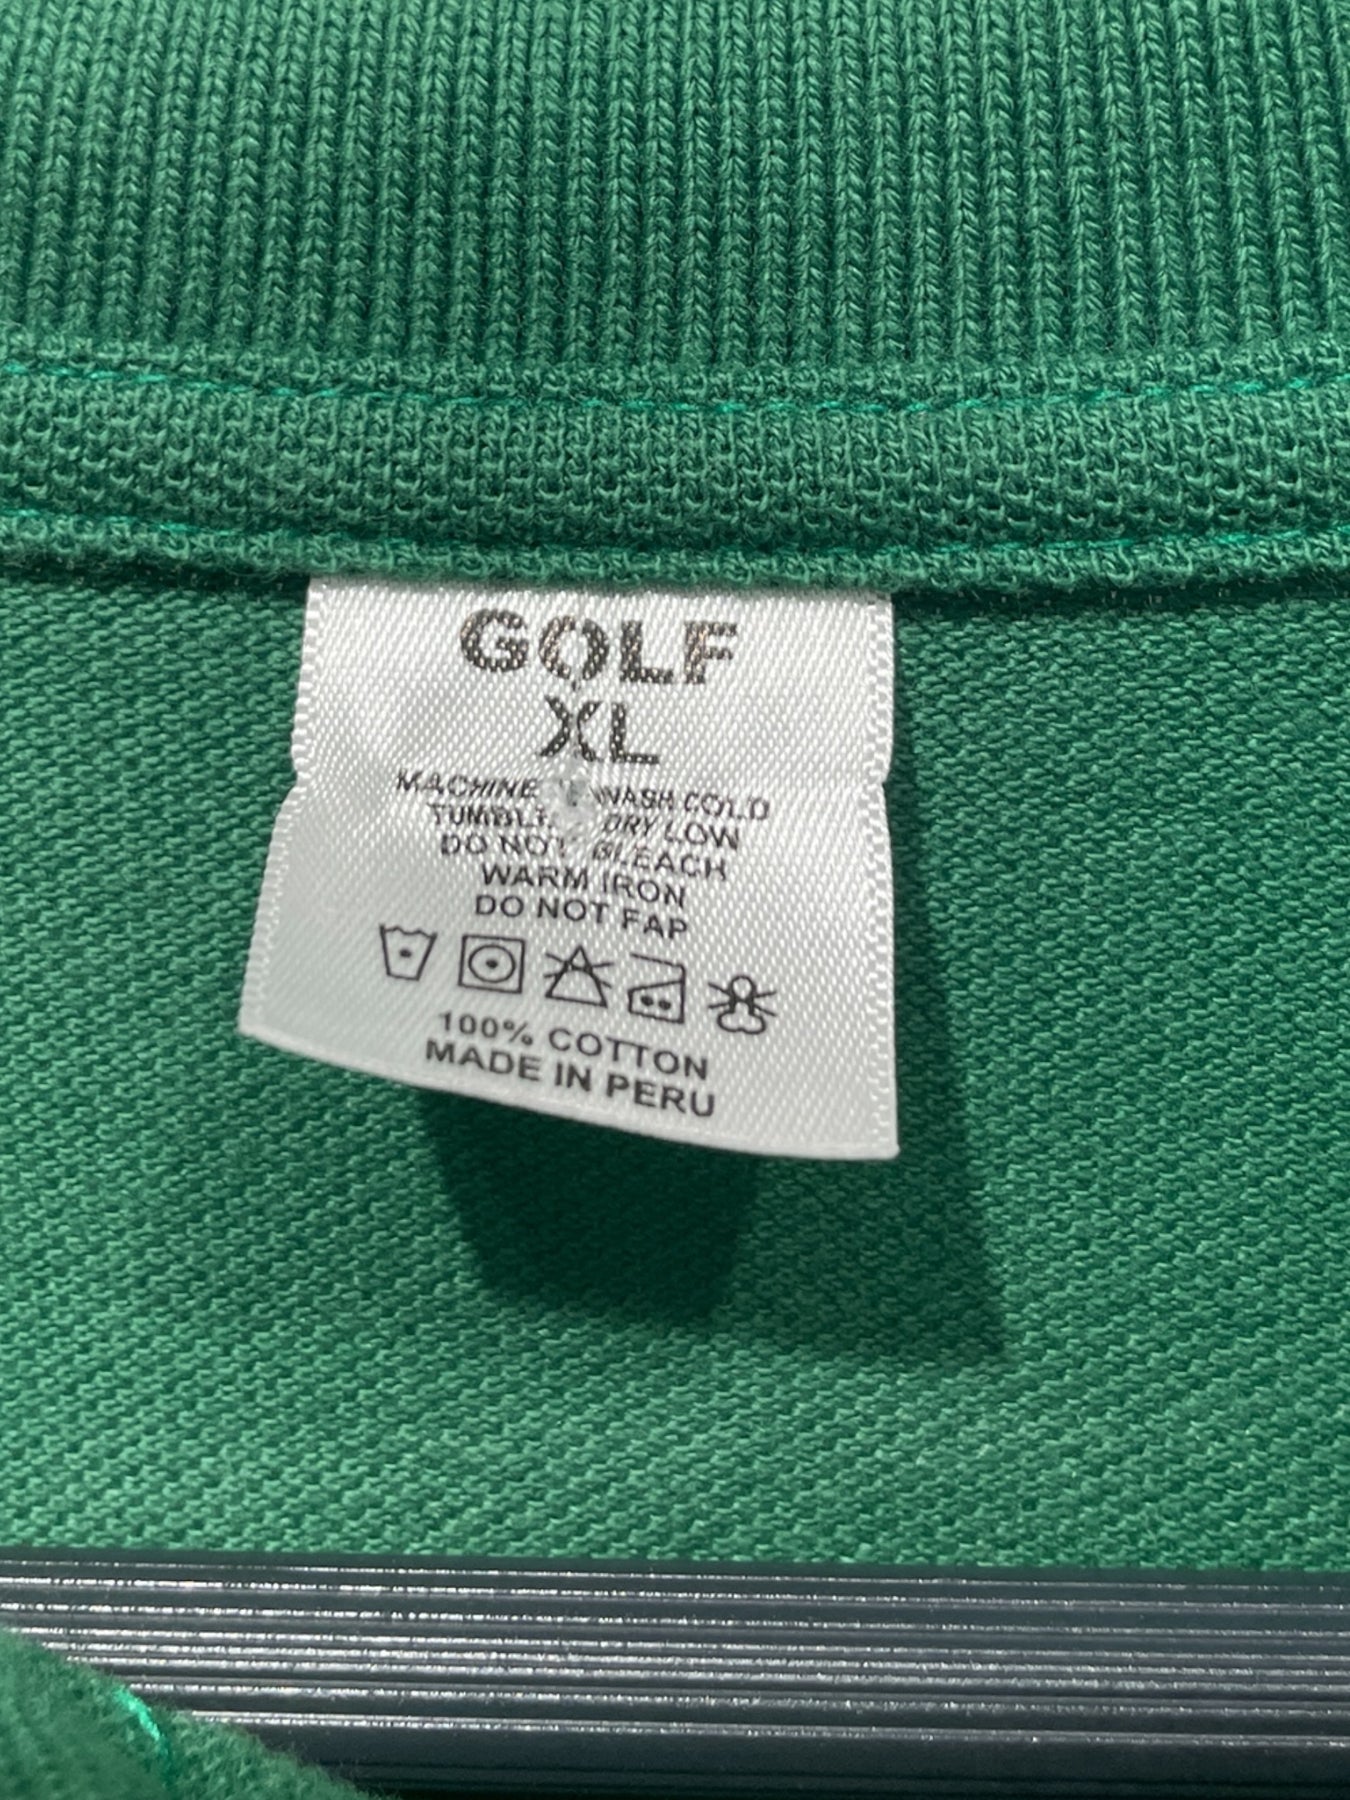 GOLF
XL
MACHINE WASH COLD
TUMBLE DRY LOW
DO NOT BLEACH
WARM IRON
DO NOT FAP
100% COTTON
MADE IN PERU